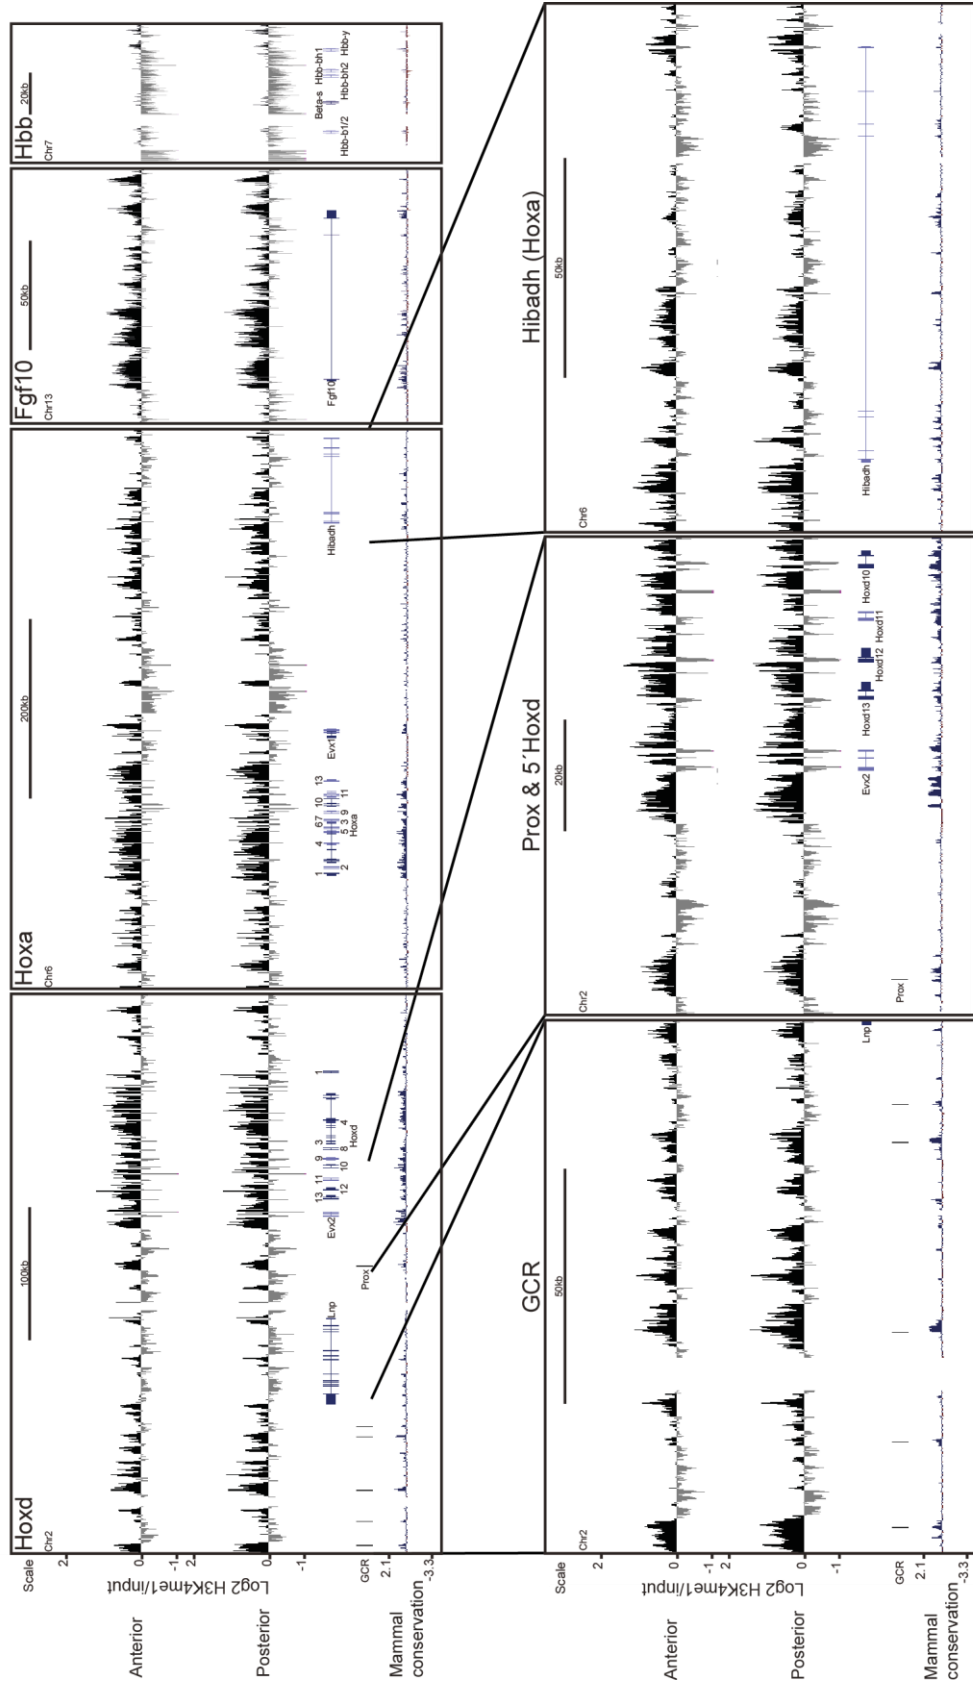 Hoxd
Hoxa
Fgf10
Hbb
Scale
100kb
200kb
50kb
20kb
Chr2
Chr6
Chr13
Chr7
2
0
-1
2
0
-1
Log2 H3K4me1/input
Anterior
Posterior
Lnp
Evx2
13
12
11
10
9
8
3
4
1
Hoxd
1
2
4
5
3
67
9
10
11
13
Hoxa
Evx1
Hibadh
Fgf10
Hbb-b1/2
Beta-s
Hbb-bh2
Hbb-bh1
Hbb-y
GCR
Prox
2.1
-3.3
Mammal
conservation
GCR
Prox & 5´Hoxd
Hibadh (Hoxa)
Scale
50kb
20kb
50kb
Chr2
Chr2
Chr6
2
0
-1
2
0
-1
Log2 H3K4me1/input
Anterior
Posterior
Lnp
Evx2
Hoxd13
Hoxd12
Hoxd11
Hoxd10
Hibadh
GCR
Prox
2.1
-3.3
Mammal
conservation